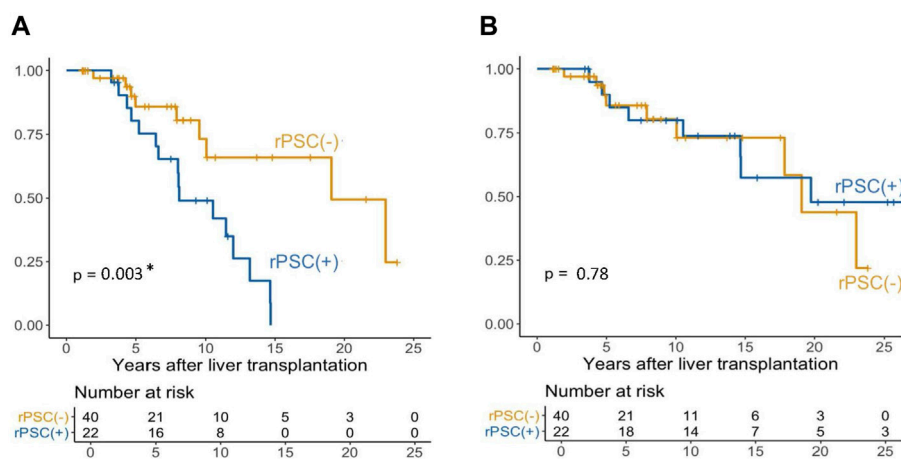 A
1.00
0.75
0.50
0.25
0.00
rPSC(-)
rPSC(+)
p = 0.003 *
0 5 10 15 20 25
Years after liver transplantation
Number at risk
rPSC(-) 40 21 10 5 3 0
rPSC(+) 22 16 8 0 0 0
0 5 10 15 20 25
B
1.00
0.75
0.50
0.25
0.00
rPSC(+)
rPSC(-)
p = 0.78
0 5 10 15 20 25
Years after liver transplantation
Number at risk
rPSC(-) 40 21 11 6 3 0
rPSC(+) 22 18 14 7 5 3
0 5 10 15 20 25